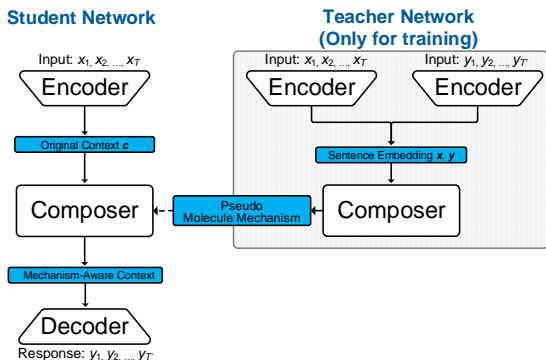 Student Network
Input: x1, x2, ..., xT
Encoder
Original Context c
Composer
Mechanism-Aware Context
Decoder
Response: y1, y2, ..., yT'
Teacher Network
(Only for training)
Input: x1, x2, ..., xT
Input: y1, y2, ..., yT'
Encoder
Encoder
Sentence Embedding x, y
Pseudo
Molecule Mechanism
Composer